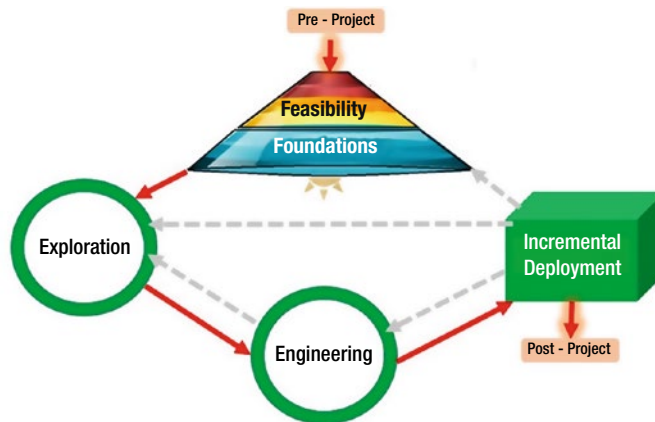 Pre - Project
Feasibility
Foundations
Exploration
Incremental
Deployment
Engineering
Post - Project